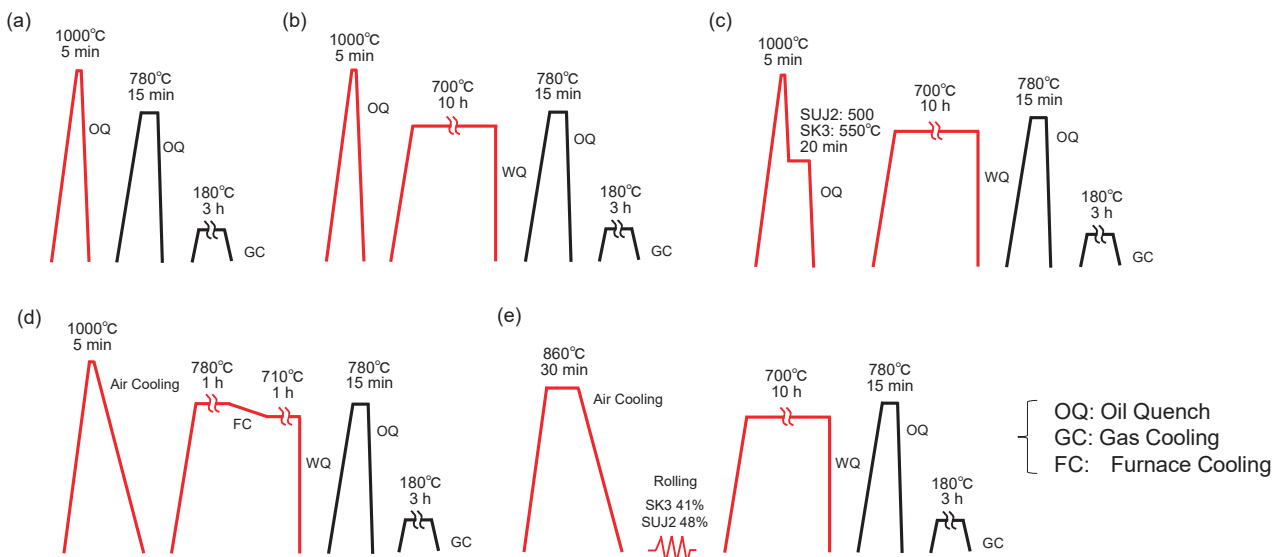 (a)
1000℃
5 min
OQ
780℃
15 min
OQ
180℃
3 h
GC
(b)
1000℃
5 min
OQ
700℃
10 h
WQ
780℃
15 min
OQ
180℃
3 h
GC
(c)
1000℃
5 min
SUJ2: 500
SK3: 550℃
20 min
OQ
700℃
10 h
WQ
780℃
15 min
OQ
180℃
3 h
GC
(d)
1000℃
5 min
Air Cooling
780℃
1 h
FC
710℃
1 h
WQ
780℃
15 min
OQ
180℃
3 h
GC
(e)
860℃
30 min
Air Cooling
Rolling
SK3 41%
SUJ2 48%
700℃
10 h
WQ
780℃
15 min
OQ
180℃
3 h
GC
OQ: Oil Quench
GC: Gas Cooling
FC: Furnace Cooling